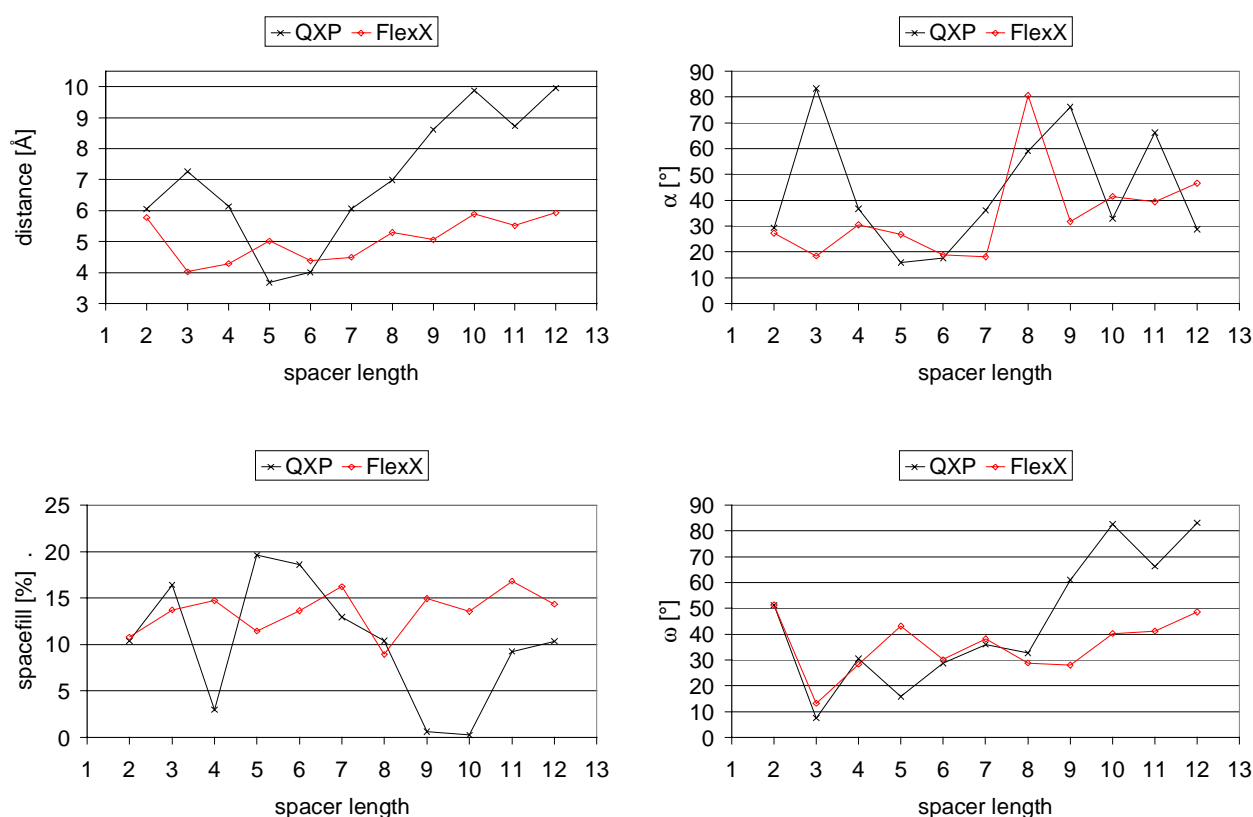 QXP FlexX
distance [Å]
10
9
8
7
6
5
4
3
1 2 3 4 5 6 7 8 9 10 11 12 13
spacer length
QXP FlexX
α [°]
90
80
70
60
50
40
30
20
10
0
1 2 3 4 5 6 7 8 9 10 11 12 13
spacer length
QXP FlexX
spacefill [%] .
25
20
15
10
5
0
1 2 3 4 5 6 7 8 9 10 11 12 13
spacer length
QXP FlexX
ω [°]
90
80
70
60
50
40
30
20
10
0
1 2 3 4 5 6 7 8 9 10 11 12 13
spacer length